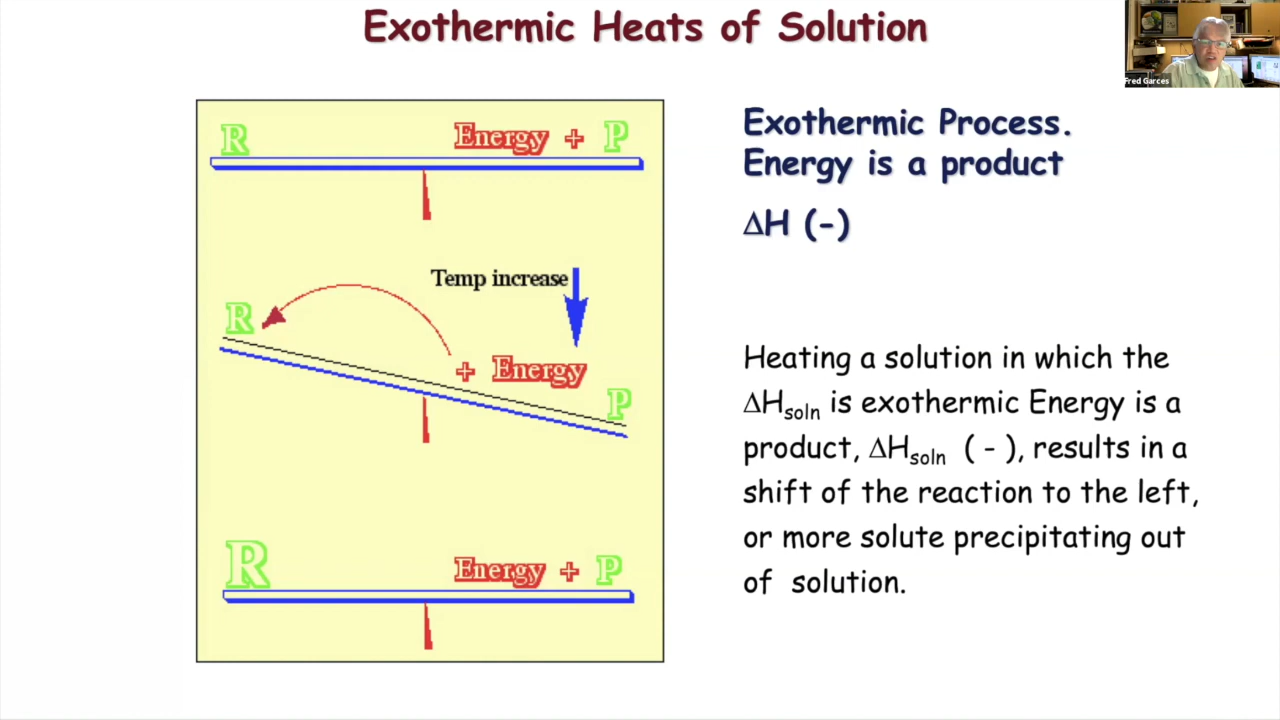 Exothermic Heats of Solution
Fred Garces
R Energy + P
Temp increase
R
+ Energy
P
R Energy + P
Exothermic Process.
Energy is a product
ΔH (-)
Heating a solution in which the
ΔHsoln is exothermic Energy is a
product, ΔHsoln ( - ), results in a
shift of the reaction to the left,
or more solute precipitating out
of solution.